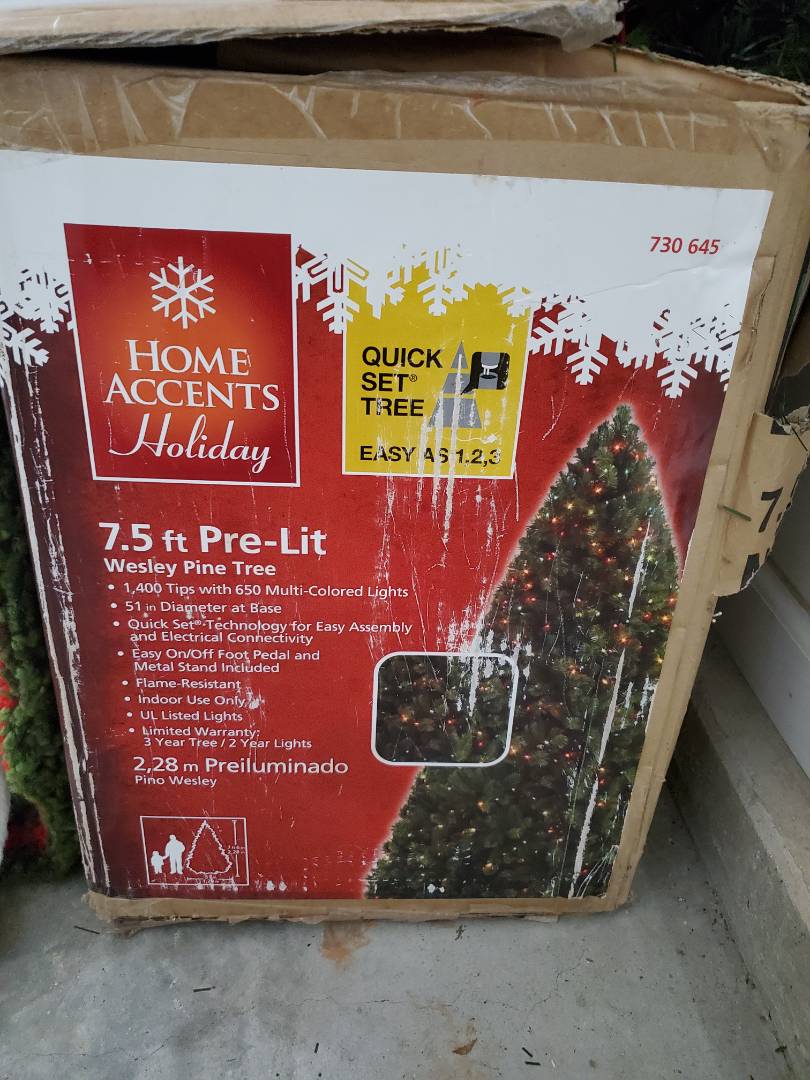 730 645
HOME
ACCENTS
Holiday
QUICK
SET®
TREE
EASY AS 1,2,3
7.5 ft Pre-Lit
Wesley Pine Tree
• 1,400 Tips with 650 Multi-Colored Lights
• 51 in Diameter at Base
• Quick Set® Technology for Easy Assembly
and Electrical Connectivity
• Easy On/Off Foot Pedal and
Metal Stand Included
• Flame-Resistant
• Indoor Use Only
• UL Listed Lights
• Limited Warranty:
3 Year Tree / 2 Year Lights
2,28 m Preiluminado
Pino Wesley